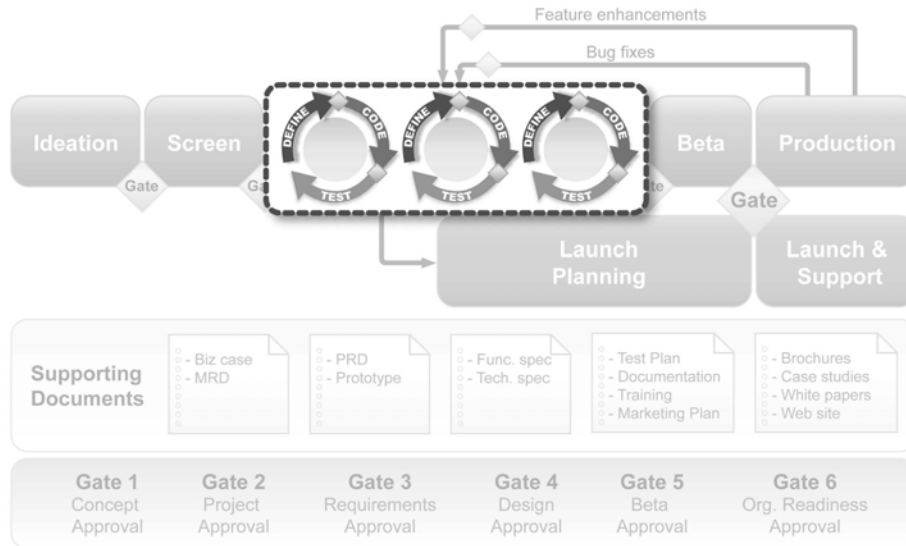 Feature enhancements
Bug fixes
Ideation
Screen
DEFINE
CODE
TEST
DEFINE
CODE
TEST
DEFINE
CODE
TEST
Beta
Production
Gate
Gate
Launch
Planning
Launch &
Support
Supporting
Documents
- Biz case
- MRD
- PRD
- Prototype
- Func. spec
- Tech. spec
- Test Plan
- Documentation
- Training
- Marketing Plan
- Brochures
- Case studies
- White papers
- Web site
Gate 1
Concept
Approval
Gate 2
Project
Approval
Gate 3
Requirements
Approval
Gate 4
Design
Approval
Gate 5
Beta
Approval
Gate 6
Org. Readiness
Approval